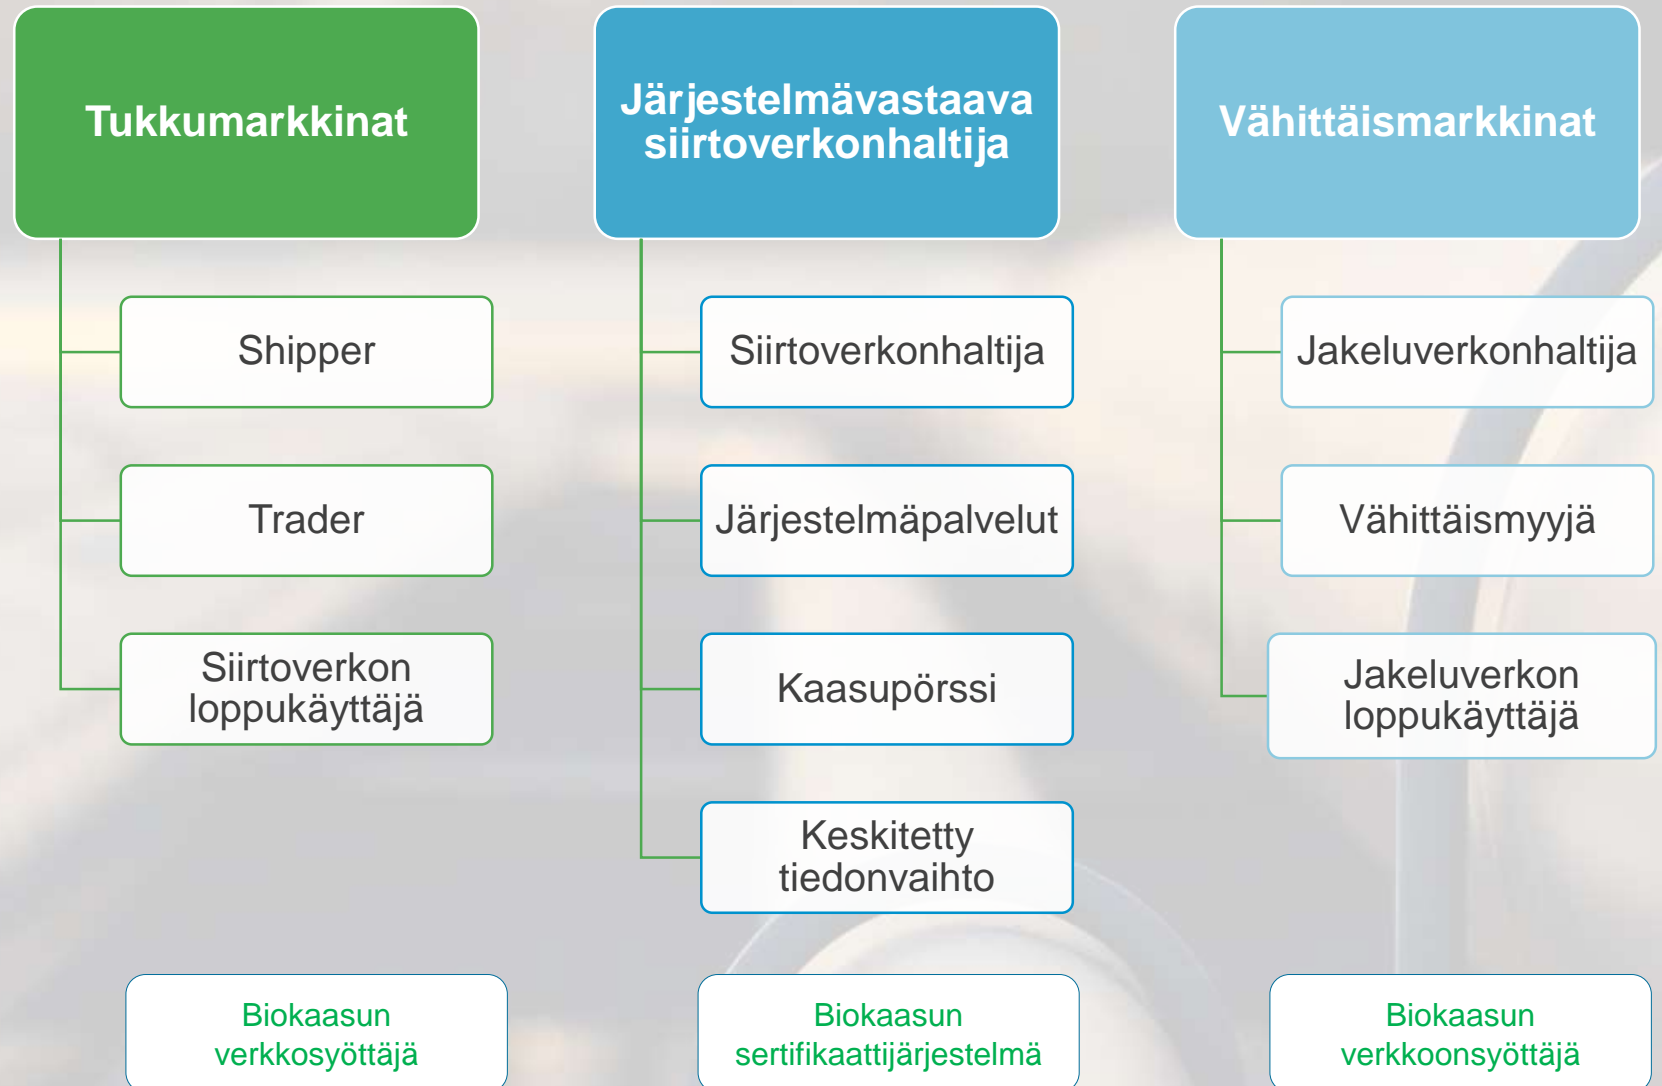 Tukkumarkkinat
Shipper
Trader
Siirtoverkon
loppukäyttäjä
Biokaasun
verkkosyöttäjä
Järjestelmävastaava
siirtoverkonhaltija
Siirtoverkonhaltija
Järjestelmäpalvelut
Kaasupörssi
Keskitetty
tiedonvaihto
Biokaasun
sertifikaattijärjestelmä
Vähittäismarkkinat
Jakeluverkonhaltija
Vähittäismyyjä
Jakeluverkon
loppukäyttäjä
Biokaasun
verkkoonsyöttäjä